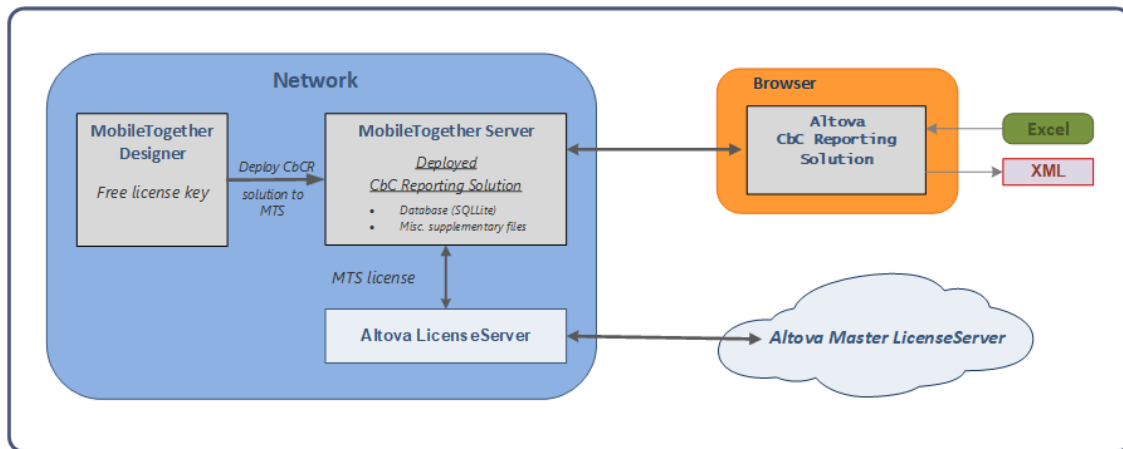 Network
MobileTogether
Designer
Free license key
Deploy CbCR
solution to
MTS
MobileTogether Server
Deployed
CbC Reporting Solution
• Database (SQLLite)
• Misc. supplementary files
MTS license
Altova LicenseServer
Browser
Altova
CbC Reporting
Solution
Excel
XML
Altova Master LicenseServer